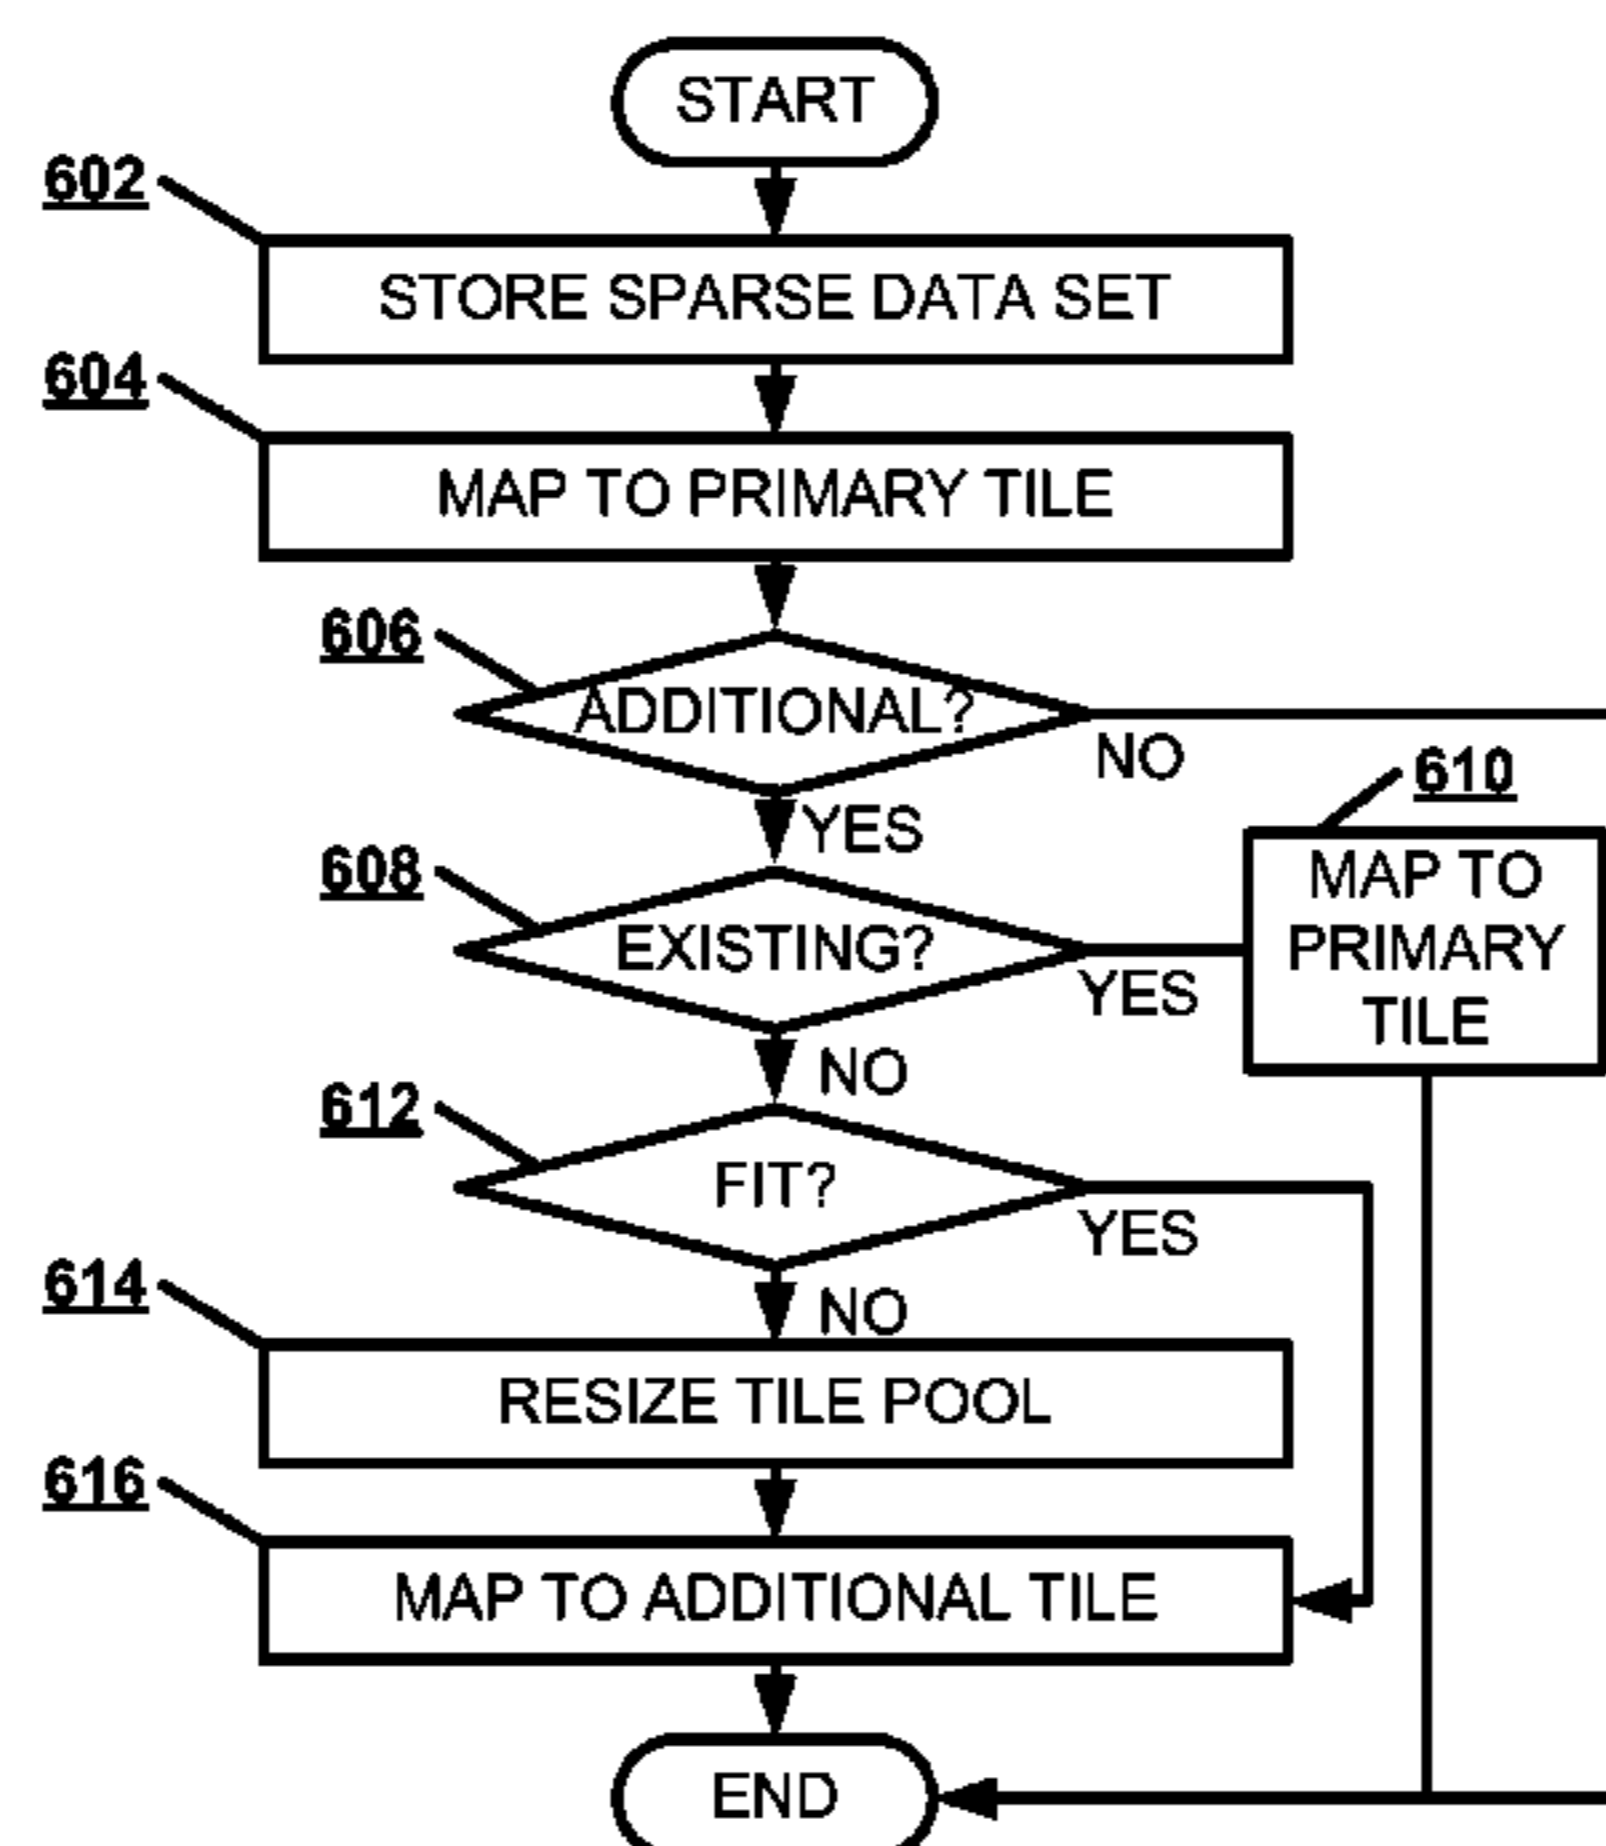 START
602
STORE SPARSE DATA SET
604
MAP TO PRIMARY TILE
606
ADDITIONAL?
NO
YES
608
EXISTING?
YES
610
MAP TO
PRIMARY
TILE
NO
612
FIT?
YES
NO
614
RESIZE TILE POOL
616
MAP TO ADDITIONAL TILE
END